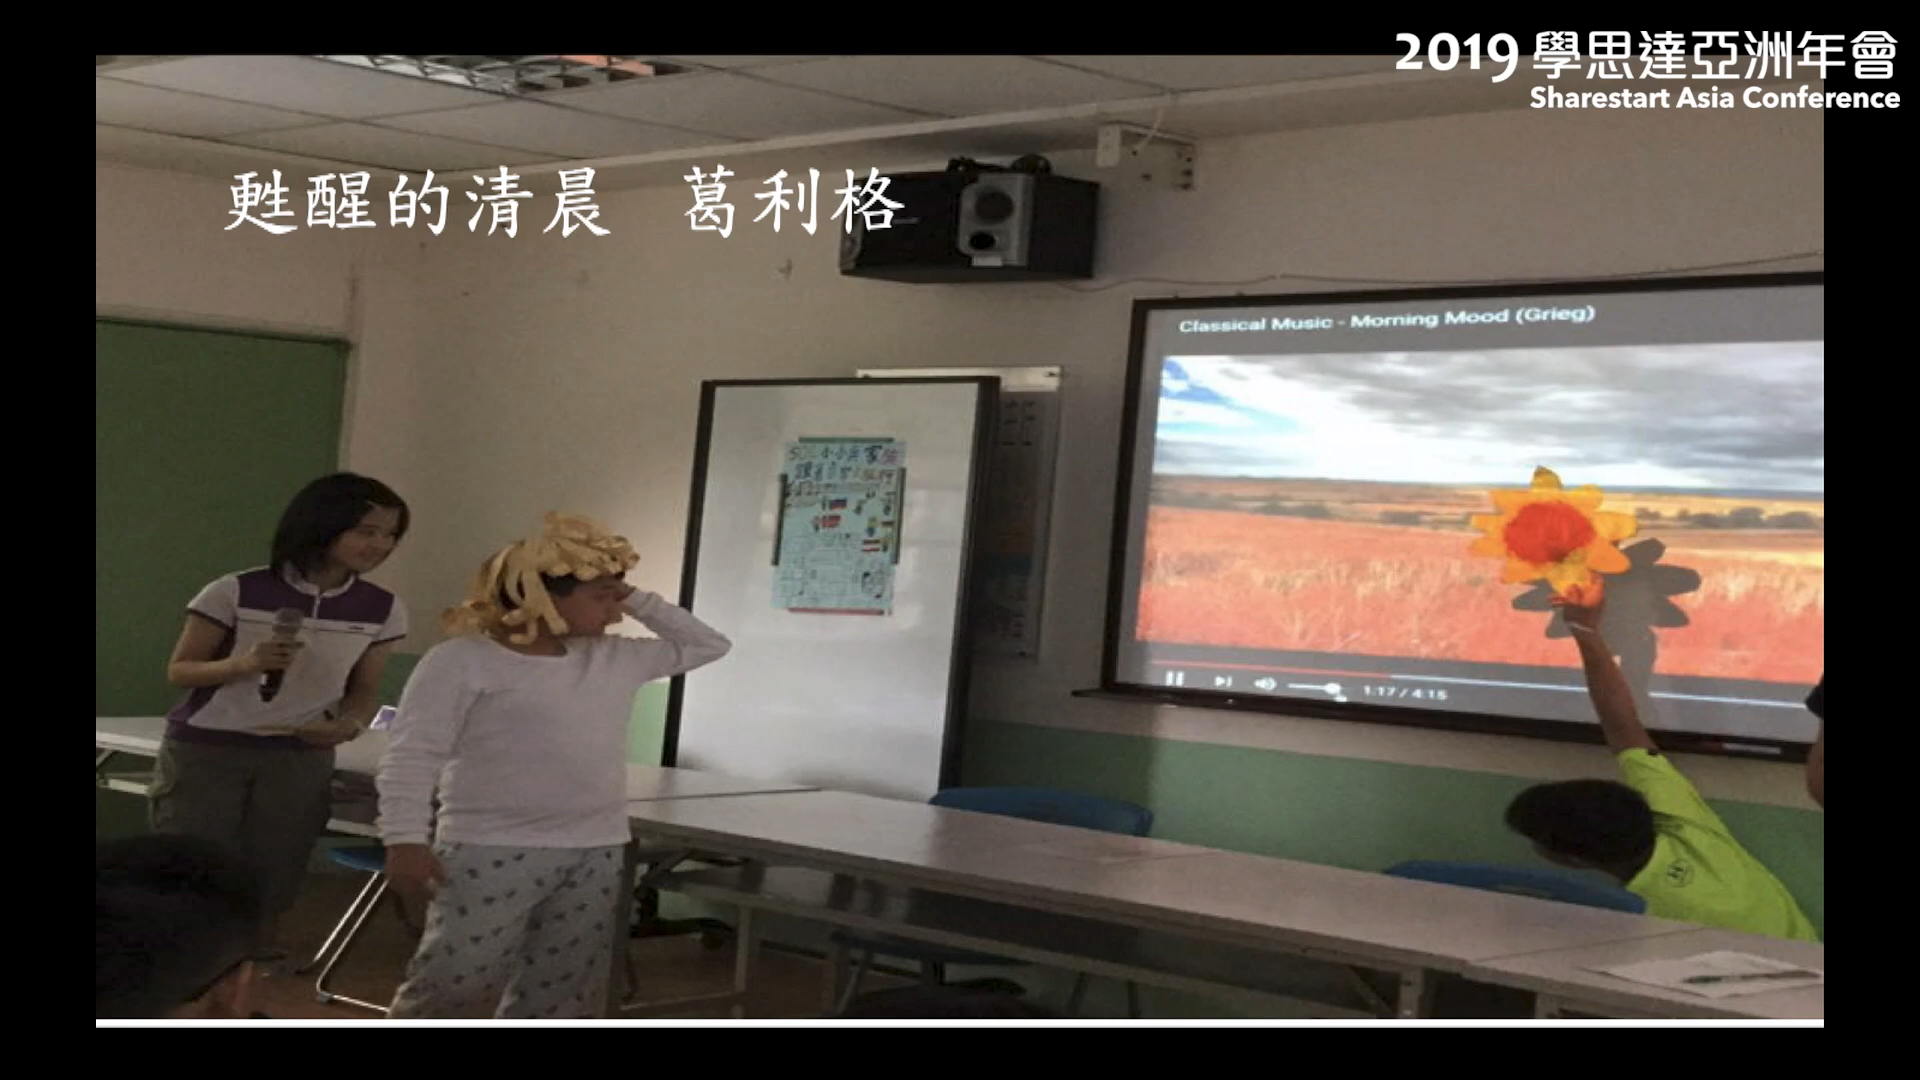 2019 學思達亞洲年會
Sharestart Asia Conference
甦醒的清晨 葛利格
Classical Music - Morning Mood (Grieg)
1:17 / 4:15